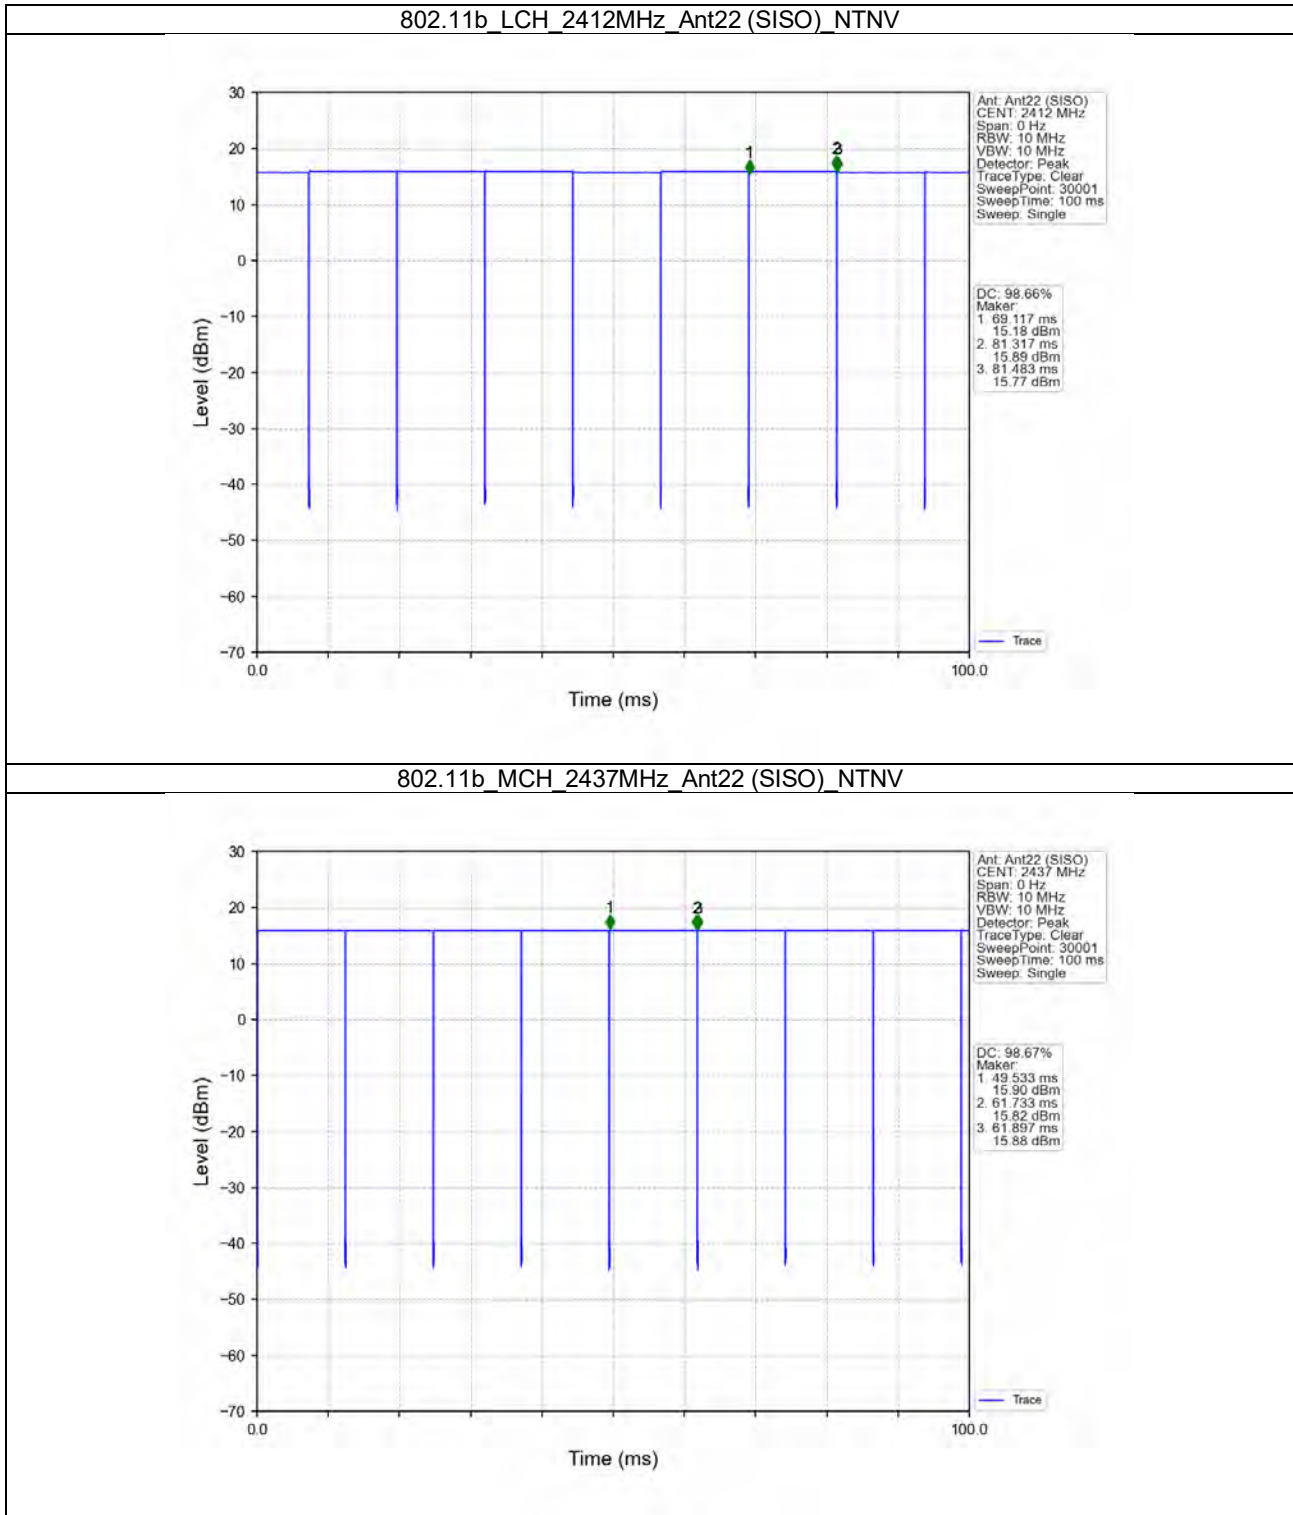 802.11b_LCH_2412MHz_Ant22 (SISO)_NTNV
30
20
10
0
−10
−20
−30
−40
−50
−60
−70
Level (dBm)
1
2
3
0.0
100.0
Time (ms)
Ant: Ant22 (SISO)
CENT: 2412 MHz
Span: 0 Hz
RBW: 10 MHz
VBW: 10 MHz
Detector: Peak
TraceType: Clear
SweepPoint: 30001
SweepTime: 100 ms
Sweep: Single
DC: 98.66%
Maker:
1. 69.117 ms
15.18 dBm
2. 81.317 ms
15.89 dBm
3. 81.483 ms
15.77 dBm
Trace
802.11b_MCH_2437MHz_Ant22 (SISO)_NTNV
30
20
10
0
−10
−20
−30
−40
−50
−60
−70
Level (dBm)
1
2
3
0.0
100.0
Time (ms)
Ant: Ant22 (SISO)
CENT: 2437 MHz
Span: 0 Hz
RBW: 10 MHz
VBW: 10 MHz
Detector: Peak
TraceType: Clear
SweepPoint: 30001
SweepTime: 100 ms
Sweep: Single
DC: 98.67%
Maker:
1. 49.533 ms
15.90 dBm
2. 61.733 ms
15.82 dBm
3. 61.897 ms
15.88 dBm
Trace